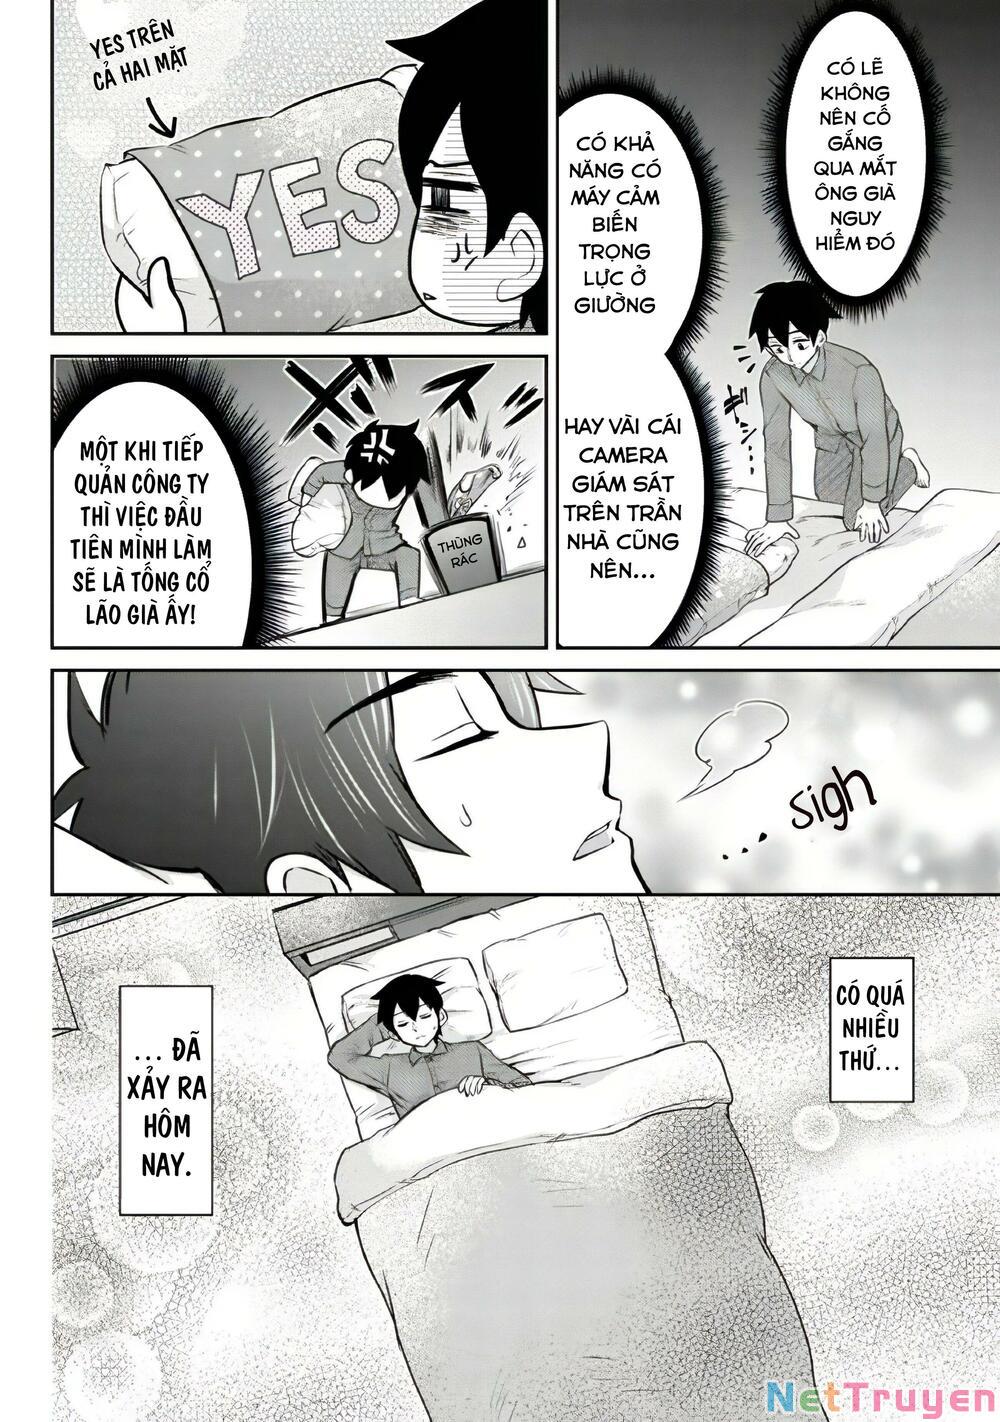 CÓ LẼ
KHÔNG
NÊN CỐ
GẮNG
QUA MẮT
ÔNG GIÀ
NGUY
HIỂM ĐÓ
CÓ KHẢ
NĂNG CÓ
MÁY CẢM
BIẾN
TRỌNG
LỰC Ở
GIƯỜNG
HAY VÀI CÁI
CAMERA
GIÁM SÁT
TRÊN TRẦN
NHÀ CŨNG
NÊN...
YES TRÊN
CẢ HAI MẶT
YES
THÙNG
RÁC
MỘT KHI TIẾP
QUẢN CÔNG TY
THÌ VIỆC ĐẦU
TIÊN MÌNH LÀM
SẼ LÀ TỐNG CỔ
LÃO GIÀ ẤY!
.... sigh
CÓ QUÁ
NHIỀU
THỨ...
... ĐÃ
XẢY RA
HÔM
NAY.
NetTruyen